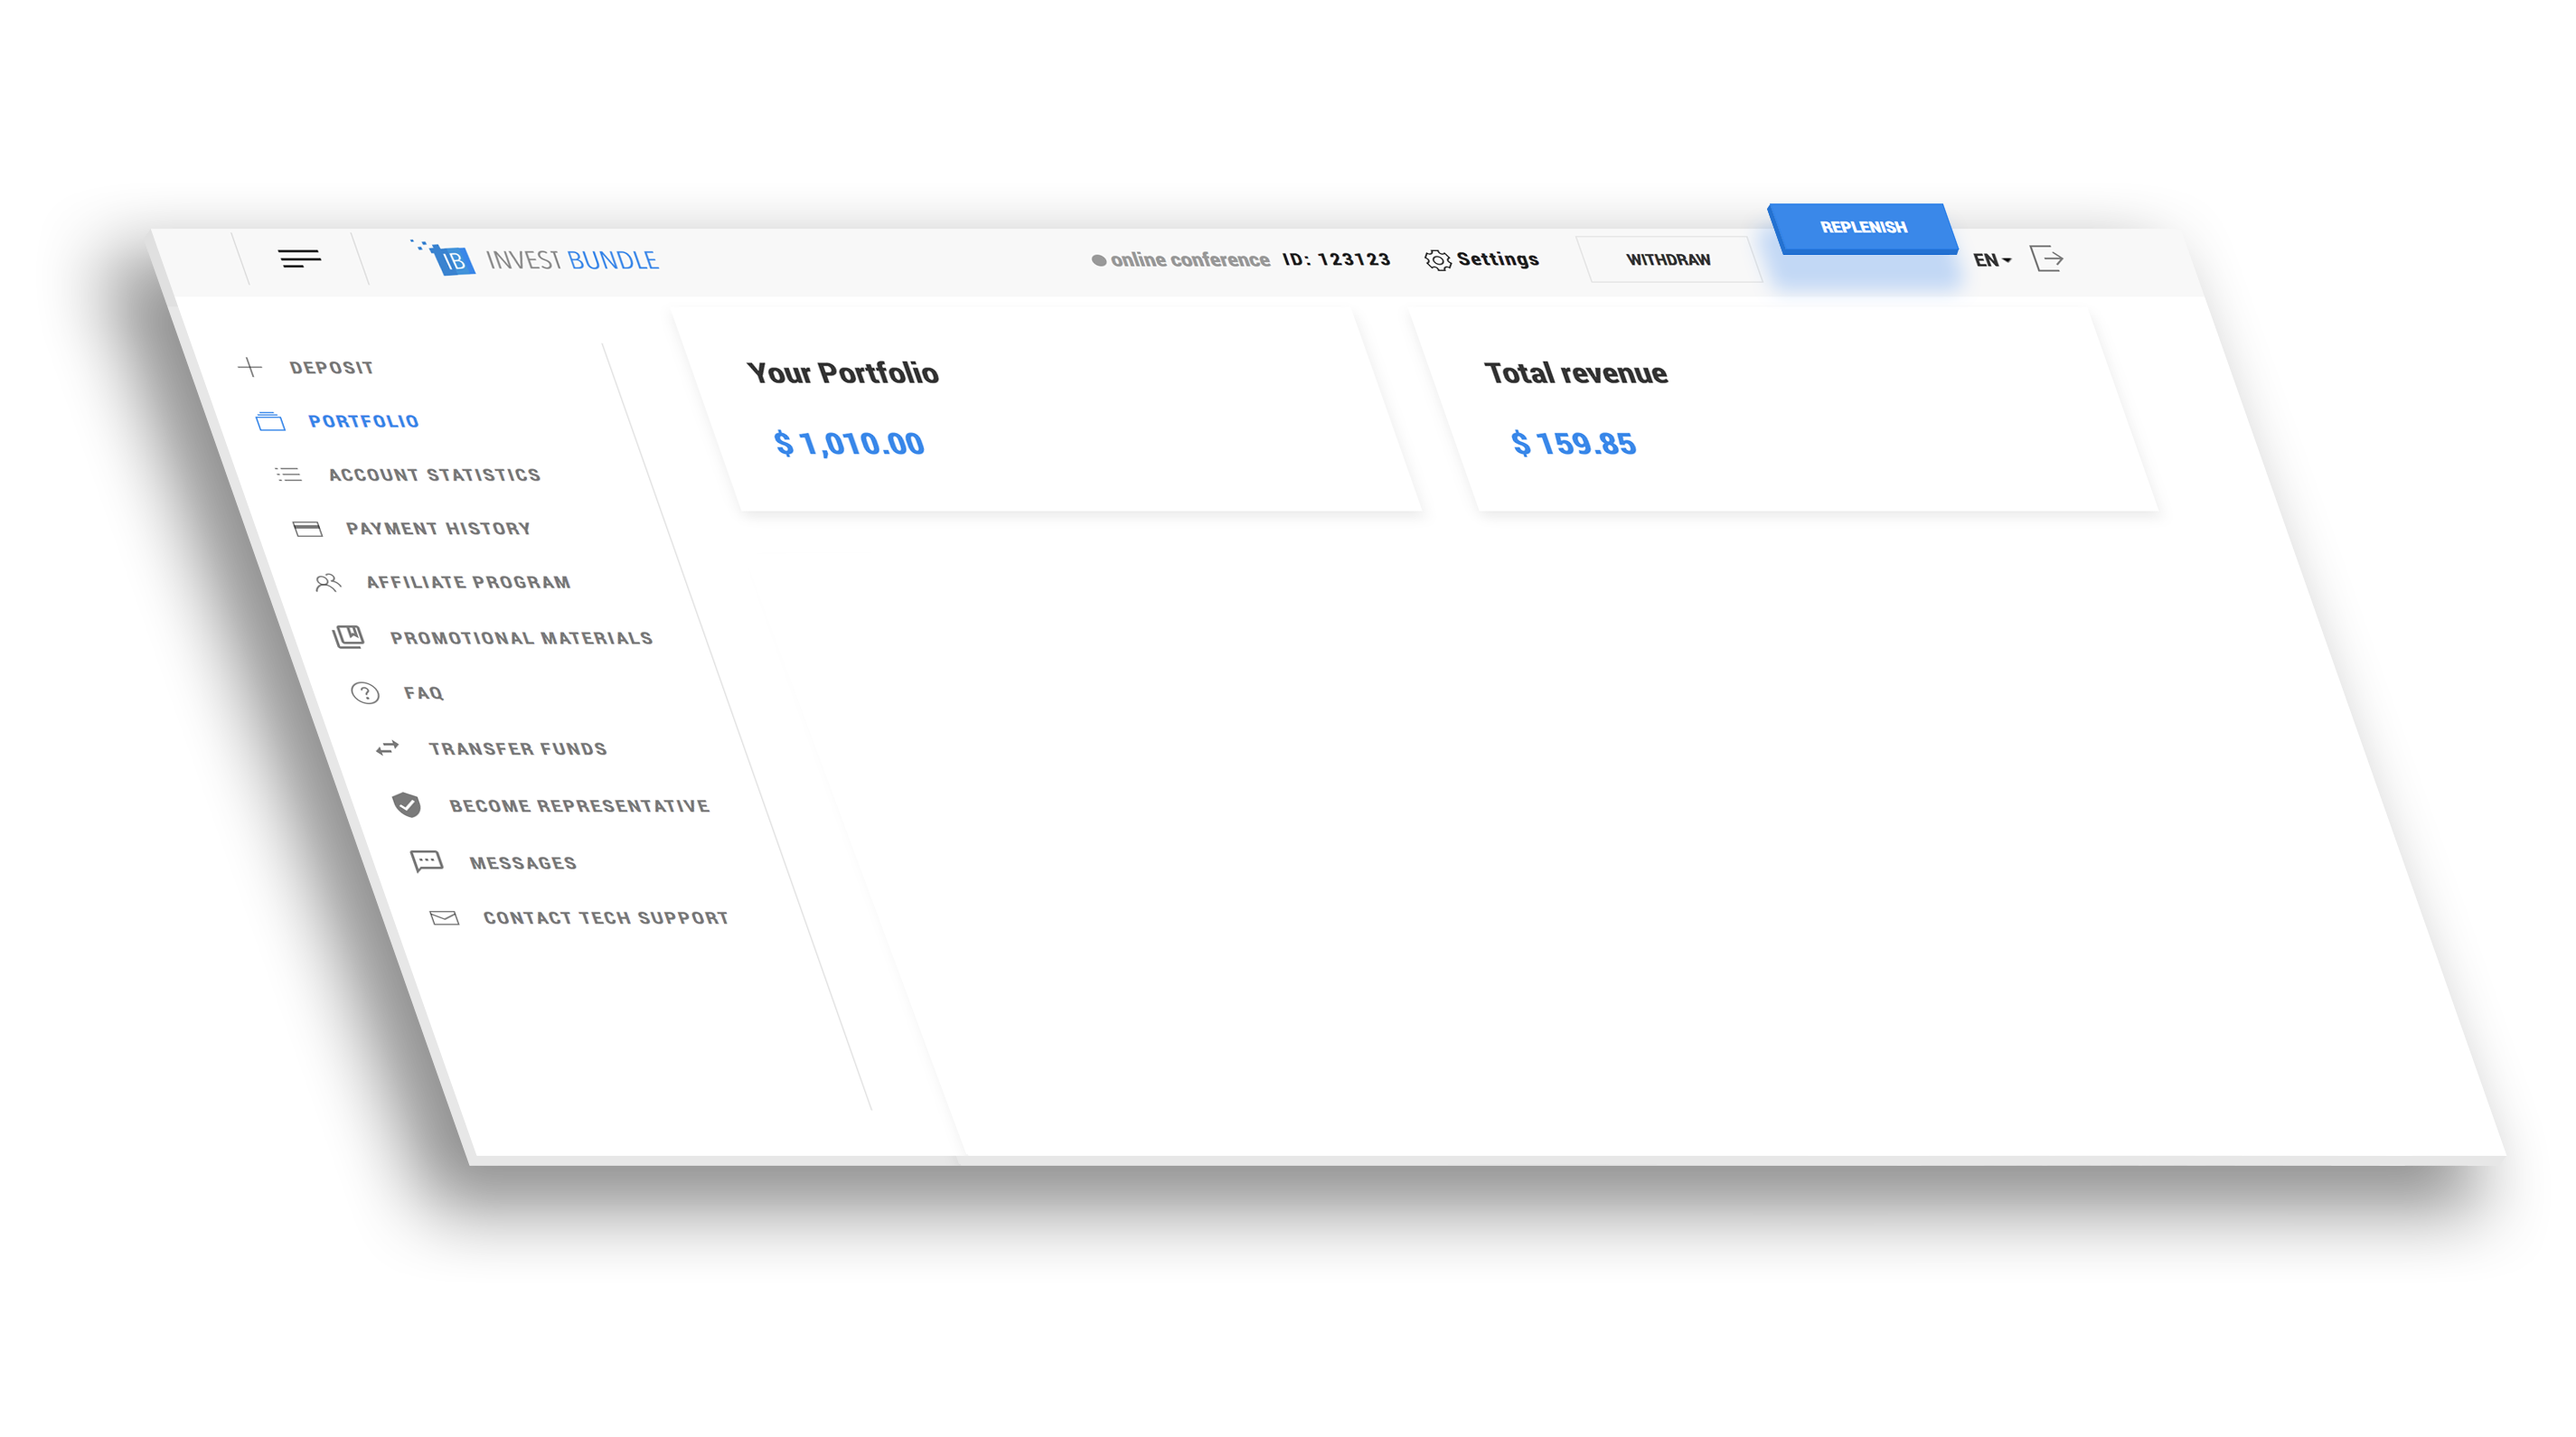 IB INVEST BUNDLE
online conference ID: 123123 Settings WITHDRAW REPLENISH EN
DEPOSIT
PORTFOLIO
ACCOUNT STATISTICS
PAYMENT HISTORY
AFFILIATE PROGRAM
PROMOTIONAL MATERIALS
FAQ
TRANSFER FUNDS
BECOME REPRESENTATIVE
MESSAGES
CONTACT TECH SUPPORT
Your Portfolio
$ 1,010.00
Total revenue
$ 159.85